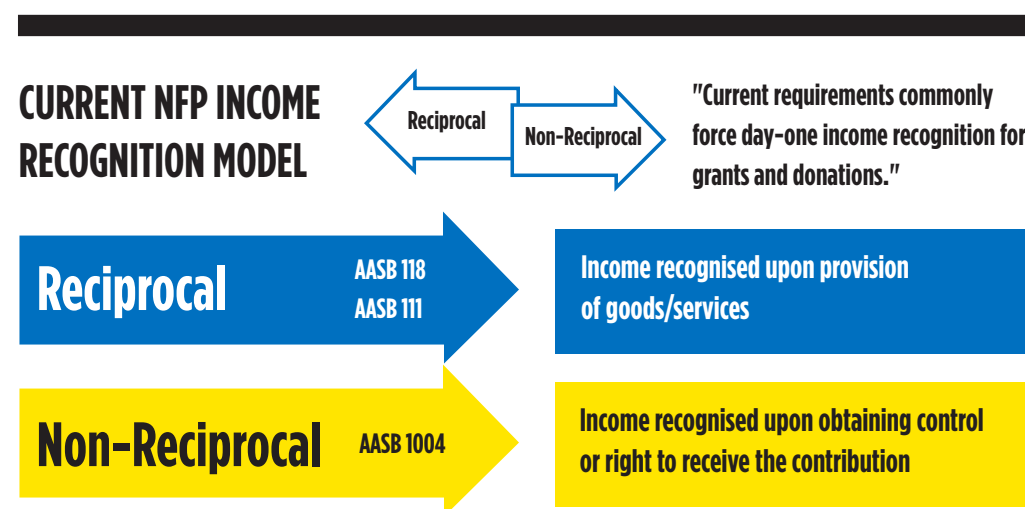 CURRENT NFP INCOME
RECOGNITION MODEL
Reciprocal
Non-Reciprocal
"Current requirements commonly
force day-one income recognition for
grants and donations."
Reciprocal
AASB 118
AASB 111
Income recognised upon provision
of goods/services
Non-Reciprocal
AASB 1004
Income recognised upon obtaining control
or right to receive the contribution